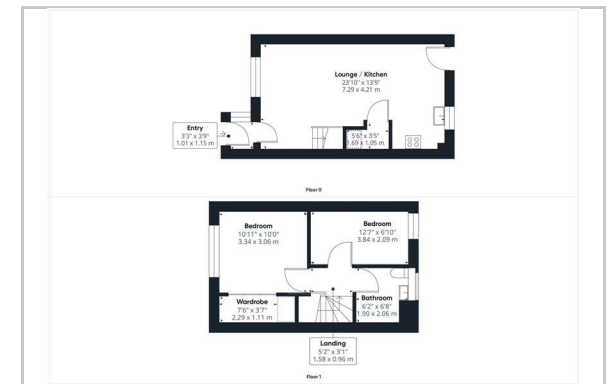 Lounge / Kitchen
23'10" x 13'9"
7.29 x 4.21 m
Entry
3'3" x 3'9"
1.01 x 1.15 m
5'6" x 3'5"
1.69 x 1.05 m
Floor 0
Bedroom
10'11" x 10'0"
3.34 x 3.06 m
Bedroom
12'7" x 6'10"
3.84 x 2.09 m
Wardrobe
7'6" x 3'7"
2.29 x 1.11 m
Bathroom
6'2" x 6'8"
1.90 x 2.06 m
Landing
5'2" x 3'1"
1.58 x 0.96 m
Floor 1